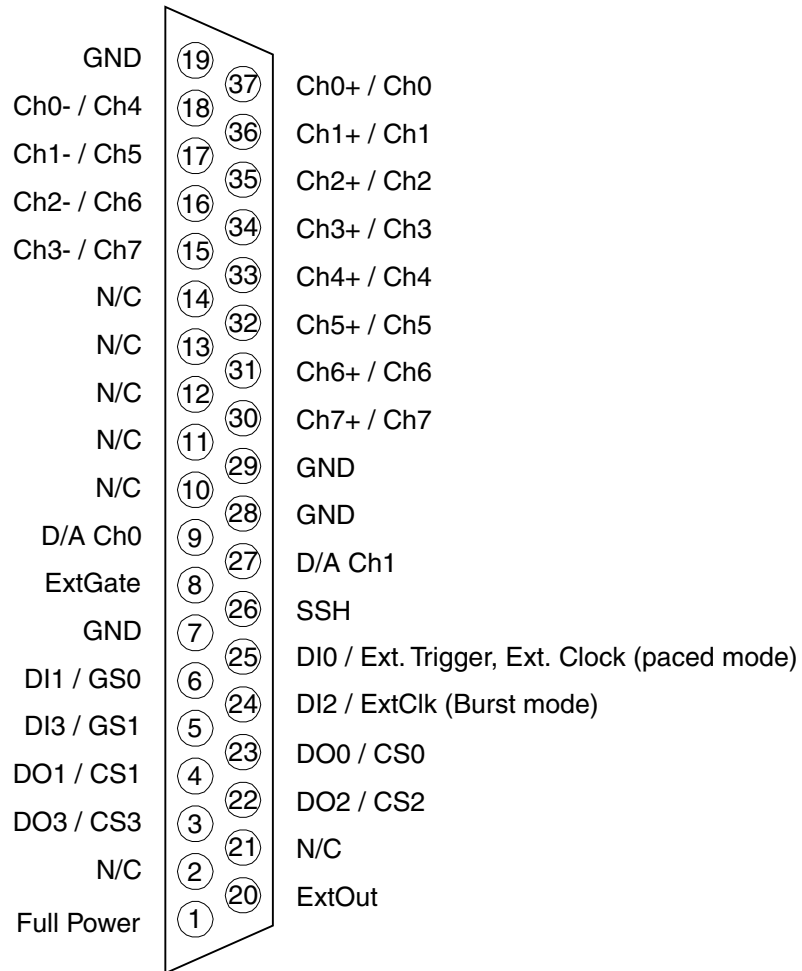 GND 19
37 Ch0+ / Ch0
Ch0- / Ch4 18
36 Ch1+ / Ch1
Ch1- / Ch5 17
35 Ch2+ / Ch2
Ch2- / Ch6 16
34 Ch3+ / Ch3
Ch3- / Ch7 15
33 Ch4+ / Ch4
N/C 14
32 Ch5+ / Ch5
N/C 13
31 Ch6+ / Ch6
N/C 12
30 Ch7+ / Ch7
N/C 11
29 GND
N/C 10
28 GND
D/A Ch0 9
27 D/A Ch1
ExtGate 8
26 SSH
GND 7
25 DI0 / Ext. Trigger, Ext. Clock (paced mode)
DI1 / GS0 6
24 DI2 / ExtClk (Burst mode)
DI3 / GS1 5
23 DO0 / CS0
DO1 / CS1 4
22 DO2 / CS2
DO3 / CS3 3
21 N/C
N/C 2
20 ExtOut
Full Power 1